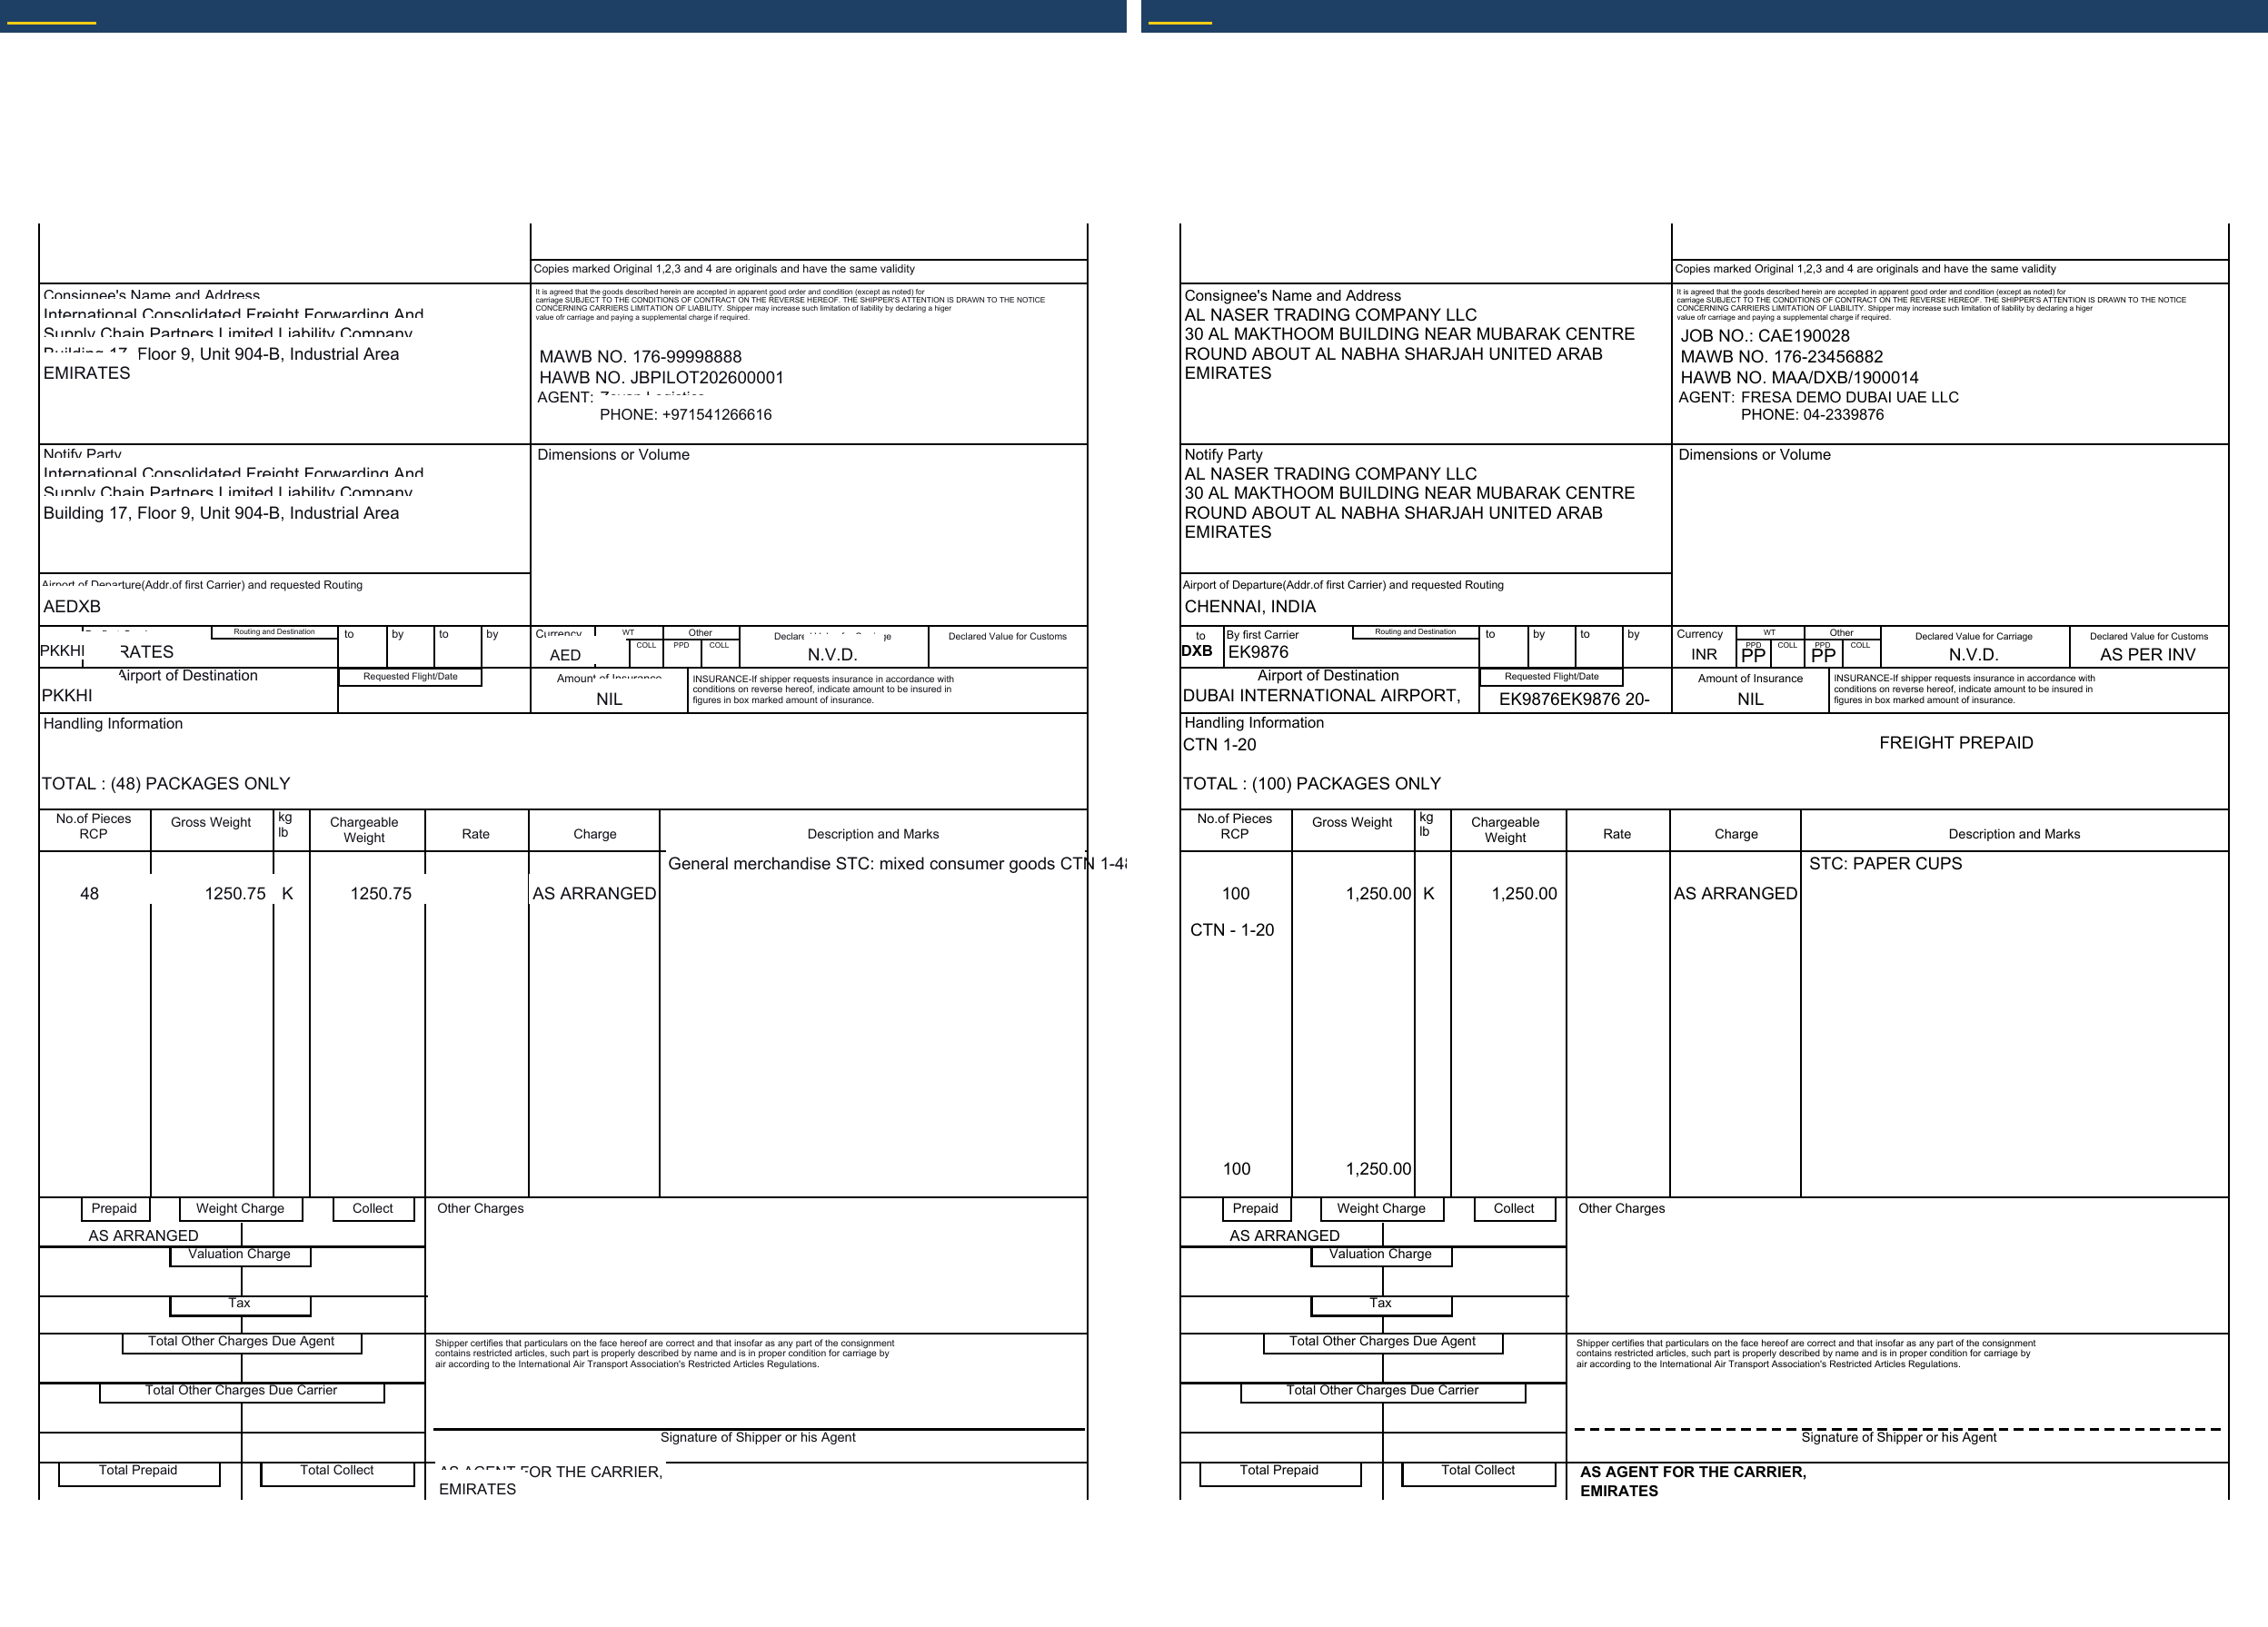 Copies marked Original 1,2,3 and 4 are originals and have the same validity
Consignee's Name and Address
International Consolidated Freight Forwarding And
Supply Chain Partners Limited Liability Company
Building 17, Floor 9, Unit 904-B, Industrial Area
EMIRATES
It is agreed that the goods described herein are accepted in apparent good order and condition (except as noted) for
carriage SUBJECT TO THE CONDITIONS OF CONTRACT ON THE REVERSE HEREOF. THE SHIPPER'S ATTENTION IS DRAWN TO THE NOTICE
CONCERNING CARRIERS LIMITATION OF LIABILITY. Shipper may increase such limitation of liability by declaring a higer
value ofr carriage and paying a supplemental charge if required.
MAWB NO. 176-99998888
HAWB NO. JBPILOT202600001
AGENT:
PHONE: +971541266616
Notify Party
International Consolidated Freight Forwarding And
Supply Chain Partners Limited Liability Company
Building 17, Floor 9, Unit 904-B, Industrial Area
Dimensions or Volume
Airport of Departure(Addr.of first Carrier) and requested Routing
AEDXB
Routing and Destination
to by to by
PKKHI RATES
Currency WT Other
COLL PPD COLL
AED
Declared Value for Carriage
N.V.D.
Declared Value for Customs
Airport of Destination
PKKHI
Requested Flight/Date
Amount of Insurance
NIL
INSURANCE-If shipper requests insurance in accordance with
conditions on reverse hereof, indicate amount to be insured in
figures in box marked amount of insurance.
Handling Information
TOTAL : (48) PACKAGES ONLY
No.of Pieces
RCP
Gross Weight
kg
lb
Chargeable
Weight
Rate
Charge
Description and Marks
General merchandise STC: mixed consumer goods CTN 1-48
48 1250.75 K 1250.75 AS ARRANGED
Prepaid Weight Charge Collect
AS ARRANGED
Other Charges
Valuation Charge
Tax
Total Other Charges Due Agent
Shipper certifies that particulars on the face hereof are correct and that insofar as any part of the consignment
contains restricted articles, such part is properly described by name and is in proper condition for carriage by
air according to the International Air Transport Association's Restricted Articles Regulations.
Total Other Charges Due Carrier
Signature of Shipper or his Agent
Total Prepaid Total Collect
AS AGENT FOR THE CARRIER,
EMIRATES
Copies marked Original 1,2,3 and 4 are originals and have the same validity
Consignee's Name and Address
AL NASER TRADING COMPANY LLC
30 AL MAKTHOOM BUILDING NEAR MUBARAK CENTRE
ROUND ABOUT AL NABHA SHARJAH UNITED ARAB
EMIRATES
It is agreed that the goods described herein are accepted in apparent good order and condition (except as noted) for
carriage SUBJECT TO THE CONDITIONS OF CONTRACT ON THE REVERSE HEREOF. THE SHIPPER'S ATTENTION IS DRAWN TO THE NOTICE
CONCERNING CARRIERS LIMITATION OF LIABILITY. Shipper may increase such limitation of liability by declaring a higer
value ofr carriage and paying a supplemental charge if required.
JOB NO.: CAE190028
MAWB NO. 176-23456882
HAWB NO. MAA/DXB/1900014
AGENT: FRESA DEMO DUBAI UAE LLC
PHONE: 04-2339876
Notify Party
AL NASER TRADING COMPANY LLC
30 AL MAKTHOOM BUILDING NEAR MUBARAK CENTRE
ROUND ABOUT AL NABHA SHARJAH UNITED ARAB
EMIRATES
Dimensions or Volume
Airport of Departure(Addr.of first Carrier) and requested Routing
CHENNAI, INDIA
to By first Carrier Routing and Destination to by to by
DXB EK9876
Currency WT Other
PPD COLL PPD COLL
INR PP PP
Declared Value for Carriage
N.V.D.
Declared Value for Customs
AS PER INV
Airport of Destination
DUBAI INTERNATIONAL AIRPORT,
Requested Flight/Date
EK9876EK9876 20-
Amount of Insurance
NIL
INSURANCE-If shipper requests insurance in accordance with
conditions on reverse hereof, indicate amount to be insured in
figures in box marked amount of insurance.
Handling Information
CTN 1-20
FREIGHT PREPAID
TOTAL : (100) PACKAGES ONLY
No.of Pieces
RCP
Gross Weight
kg
lb
Chargeable
Weight
Rate
Charge
Description and Marks
STC: PAPER CUPS
100 1,250.00 K 1,250.00 AS ARRANGED
CTN - 1-20
100 1,250.00
Prepaid Weight Charge Collect
AS ARRANGED
Other Charges
Valuation Charge
Tax
Total Other Charges Due Agent
Shipper certifies that particulars on the face hereof are correct and that insofar as any part of the consignment
contains restricted articles, such part is properly described by name and is in proper condition for carriage by
air according to the International Air Transport Association's Restricted Articles Regulations.
Total Other Charges Due Carrier
Signature of Shipper or his Agent
Total Prepaid Total Collect
AS AGENT FOR THE CARRIER,
EMIRATES